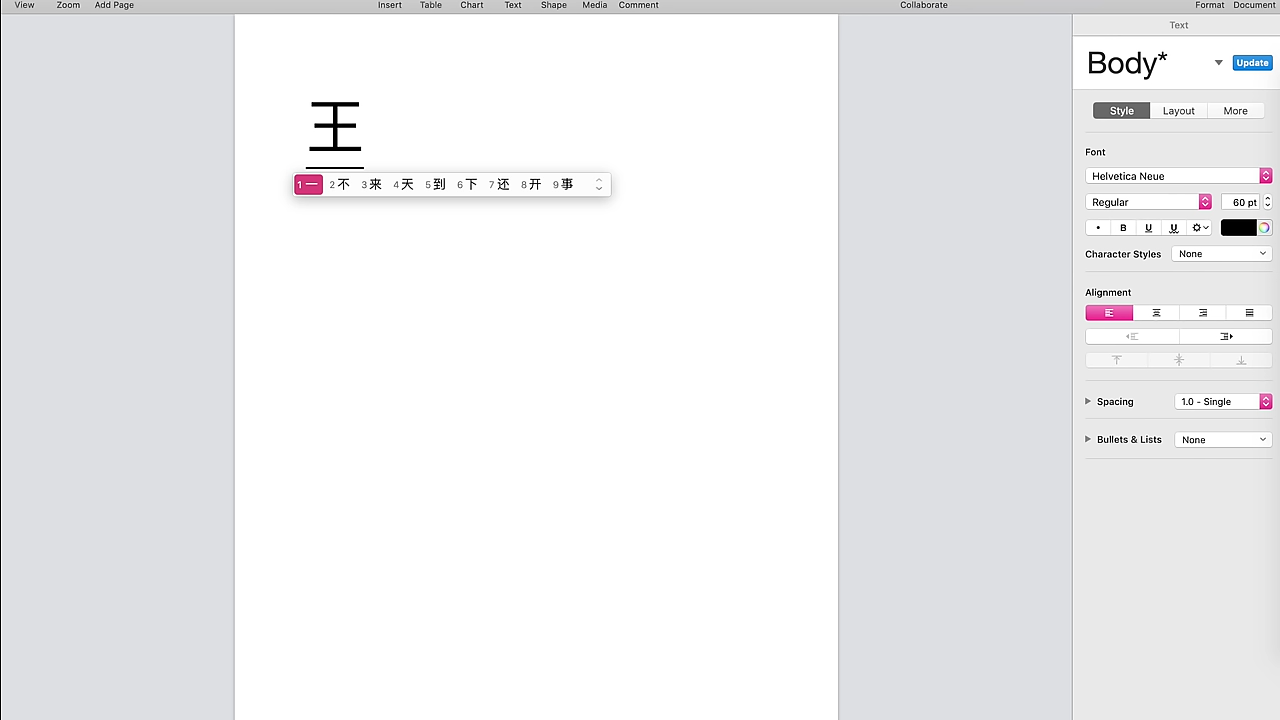 View Zoom Add Page Insert Table Chart Text Shape Media Comment Collaborate Format Document
Text
Body* Update
Style Layout More
Font
Helvetica Neue
Regular 60 pt
B U U
Character Styles None
Alignment
Spacing 1.0 - Single
Bullets & Lists None
王
1 一 2 不 3 来 4 天 5 到 6 下 7 还 8 开 9 事